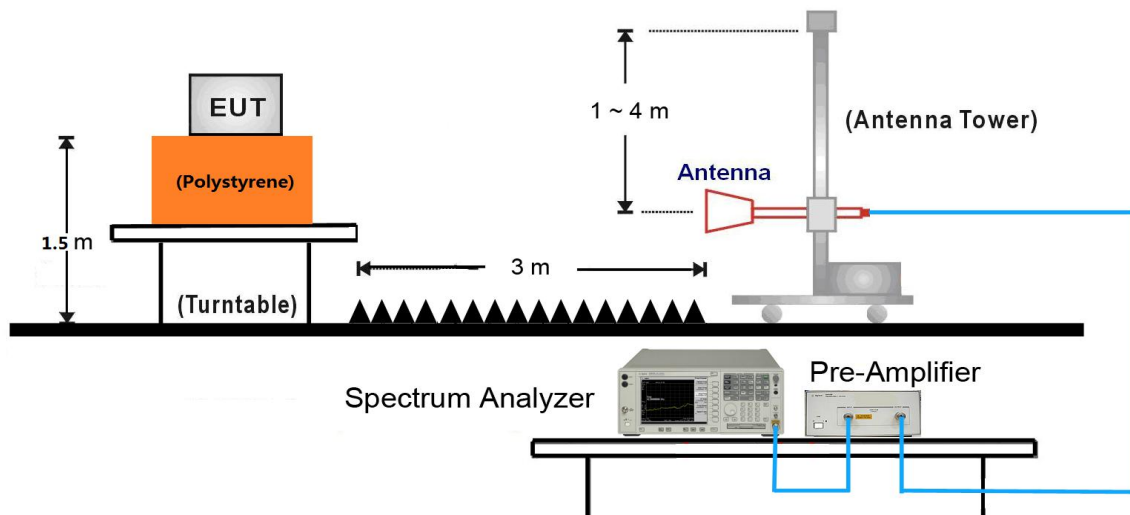 EUT
(Polystyrene)
1.5 m
(Turntable)
3 m
1 ~ 4 m
Antenna
(Antenna Tower)
Spectrum Analyzer
Pre-Amplifier